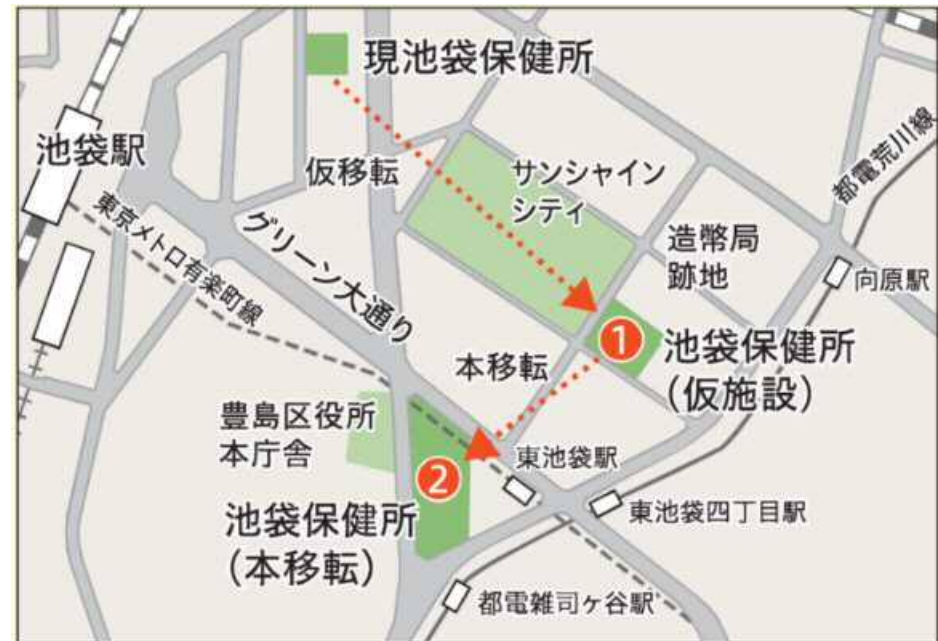 現池袋保健所
池袋駅
仮移転
サンシャイン
シティ
都電荒川線
東京メトロ有楽町線
グリーン大通り
造幣局
跡地
向原駅
1
池袋保健所
(仮施設)
本移転
豊島区役所
本庁舎
東池袋駅
2
池袋保健所
(本移転)
東池袋四丁目駅
都電雑司ヶ谷駅